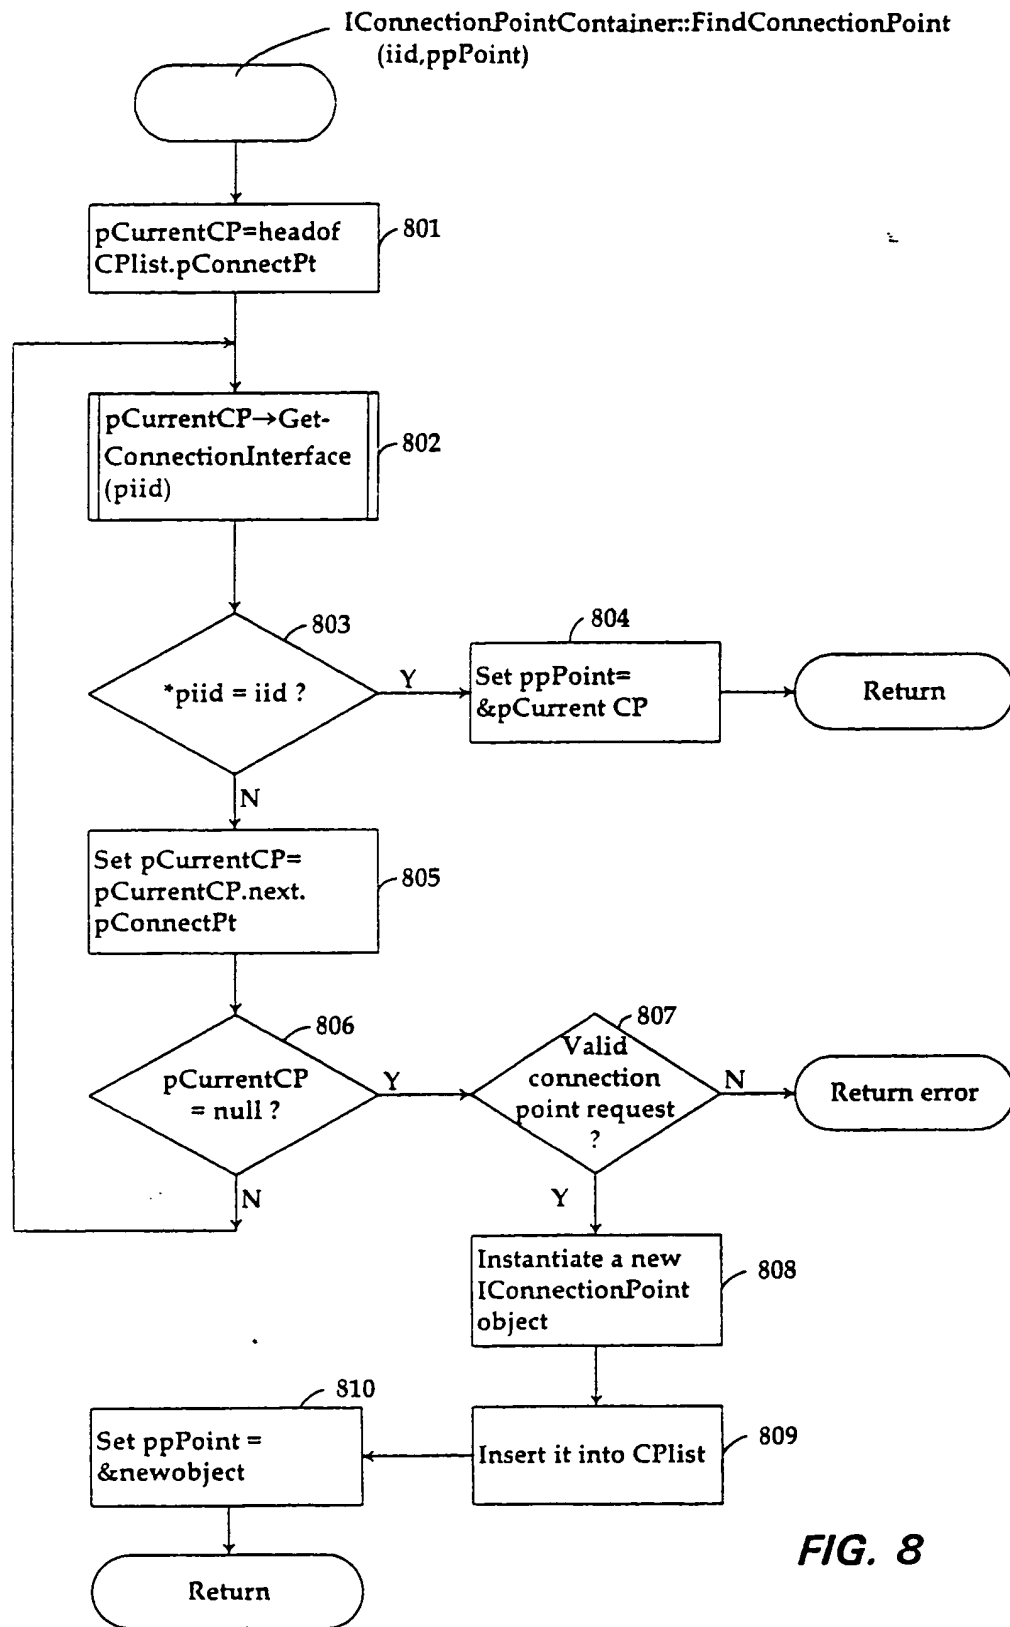 IConnectionPointContainer::FindConnectionPoint
(iid,ppPoint)
pCurrentCP=headof
CPlist.pConnectPt
801
pCurrentCP→Get-
ConnectionInterface
(piid)
802
803
*piid = iid ?
Y
804
Set ppPoint=
&pCurrent CP
Return
N
Set pCurrentCP=
pCurrentCP.next.
pConnectPt
805
806
pCurrentCP
= null ?
Y
807
Valid
connection
point request
?
N
Return error
N
Y
Instantiate a new
IConnectionPoint
object
808
810
Set ppPoint =
&newobject
Insert it into CPlist
809
Return
FIG. 8